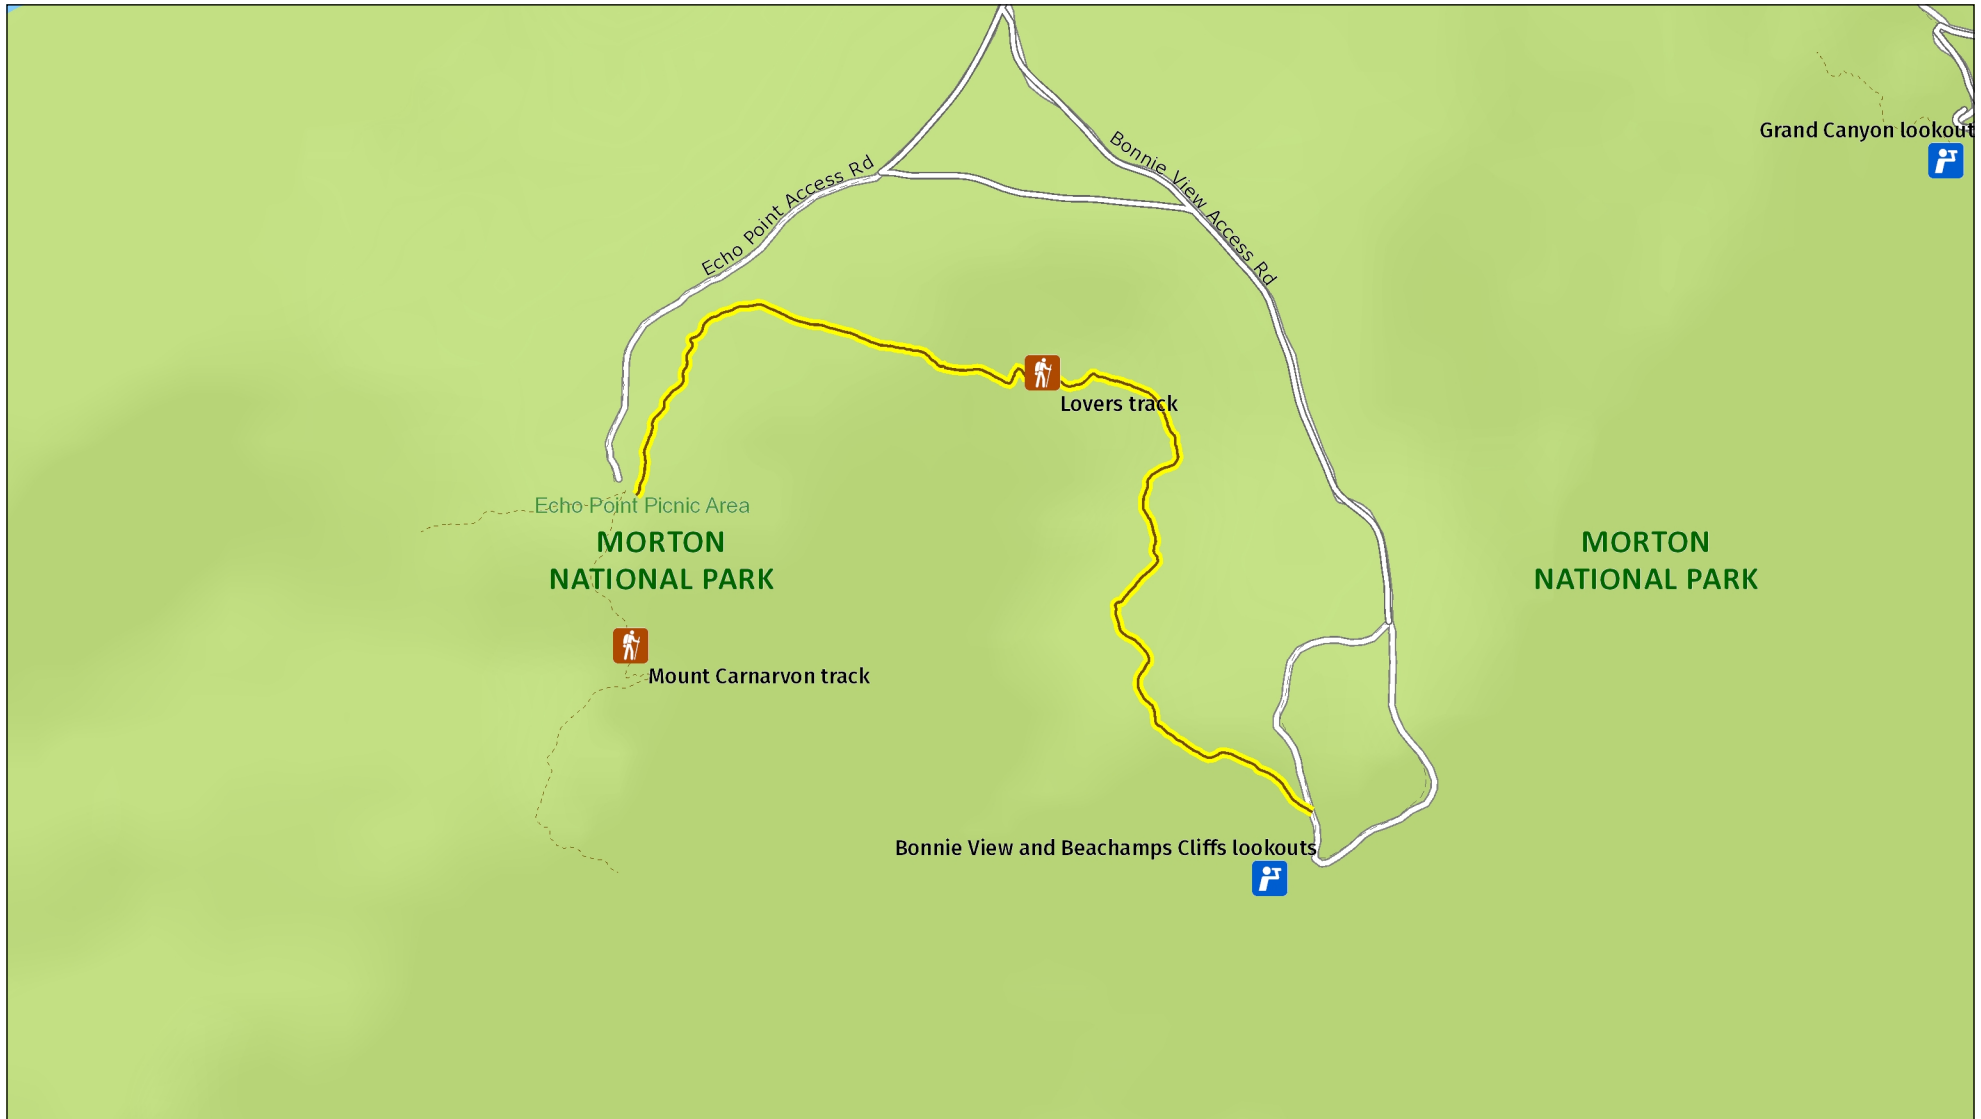 Grand Canyon lookout
Bonnie View Access Rd
Echo Point Access Rd
Lovers track
Echo Point Picnic Area
MORTON
NATIONAL PARK
MORTON
NATIONAL PARK
Mount Carnarvon track
Bonnie View and Beachamps Cliffs lookouts